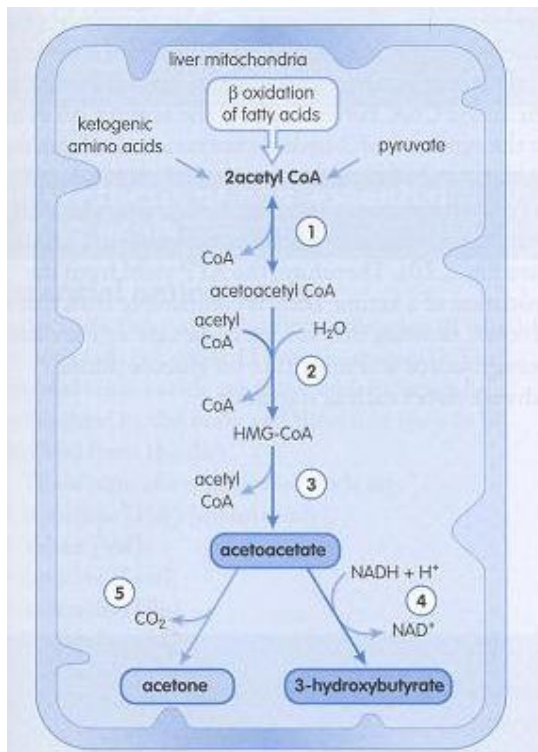 liver mitochondria
β oxidation
of fatty acids
ketogenic
amino acids
pyruvate
2acetyl CoA
1
CoA
acetoacetyl CoA
acetyl
CoA
H₂O
2
CoA
HMG-CoA
acetyl
CoA
3
acetoacetate
5
CO₂
NADH + H⁺
4
NAD⁺
acetone
3-hydroxybutyrate